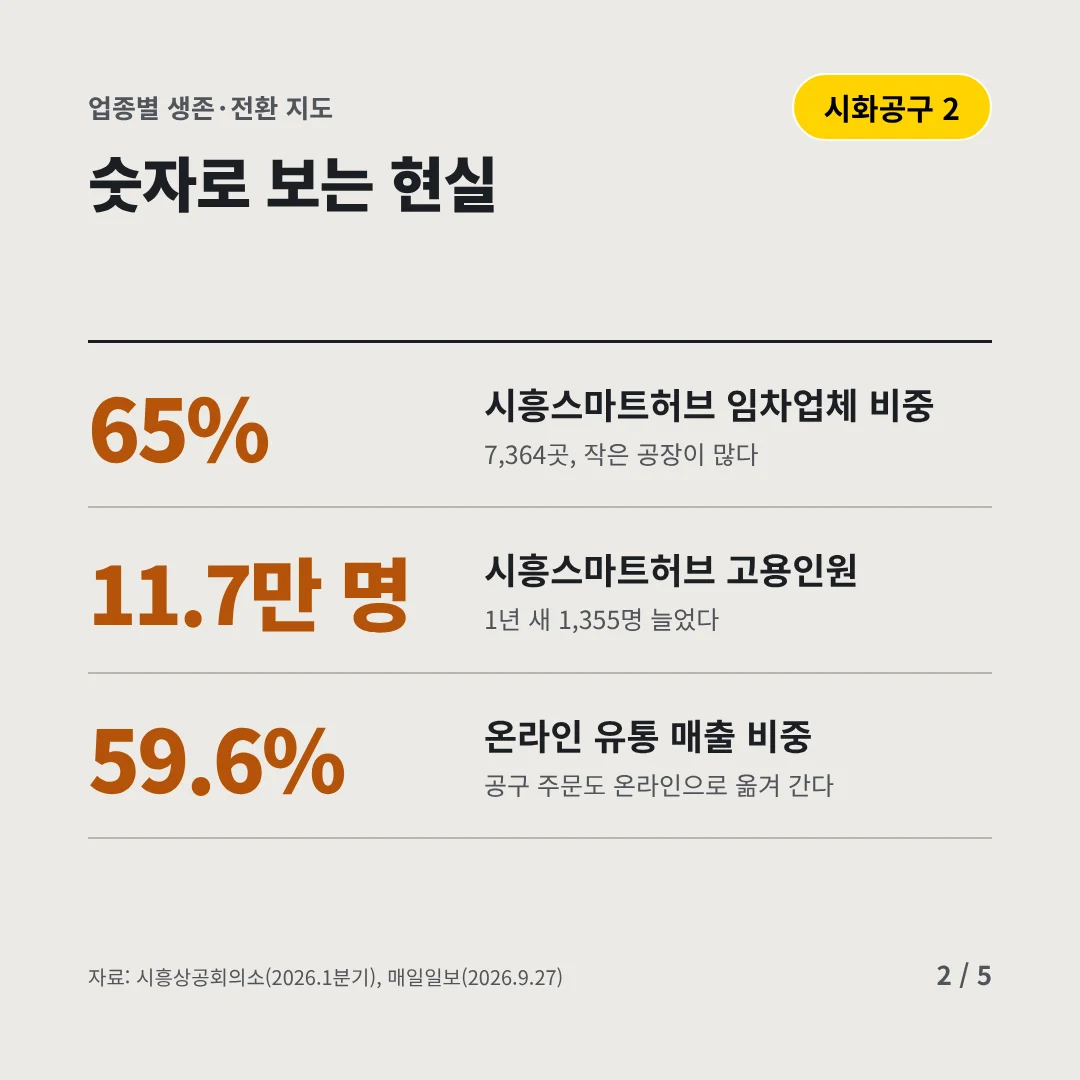 업종별 생존·전환 지도
시화공구 2
숫자로 보는 현실
65%
시흥스마트허브 임차업체 비중
7,364곳, 작은 공장이 많다
11.7만 명
시흥스마트허브 고용인원
1년 새 1,355명 늘었다
59.6%
온라인 유통 매출 비중
공구 주문도 온라인으로 옮겨 간다
자료: 시흥상공회의소(2026.1분기), 매일일보(2026.9.27)
2 / 5